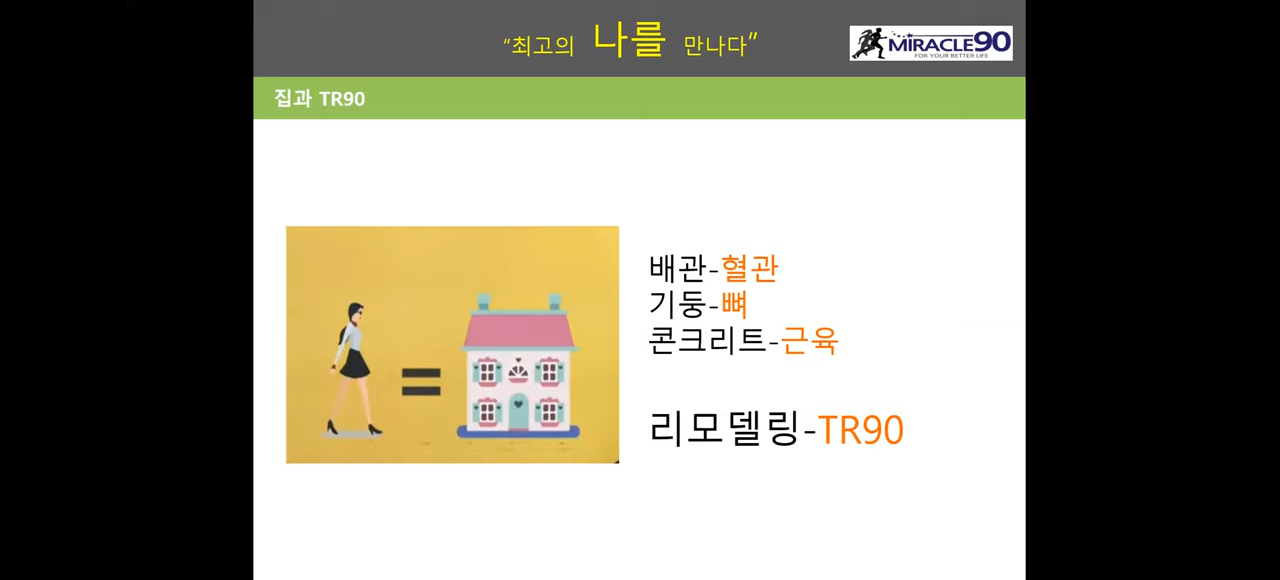 “최고의 나를 만나다”
MIRACLE90
FOR YOUR BETTER LIFE
집과 TR90
배관-혈관
기둥-뼈
콘크리트-근육
리모델링-TR90